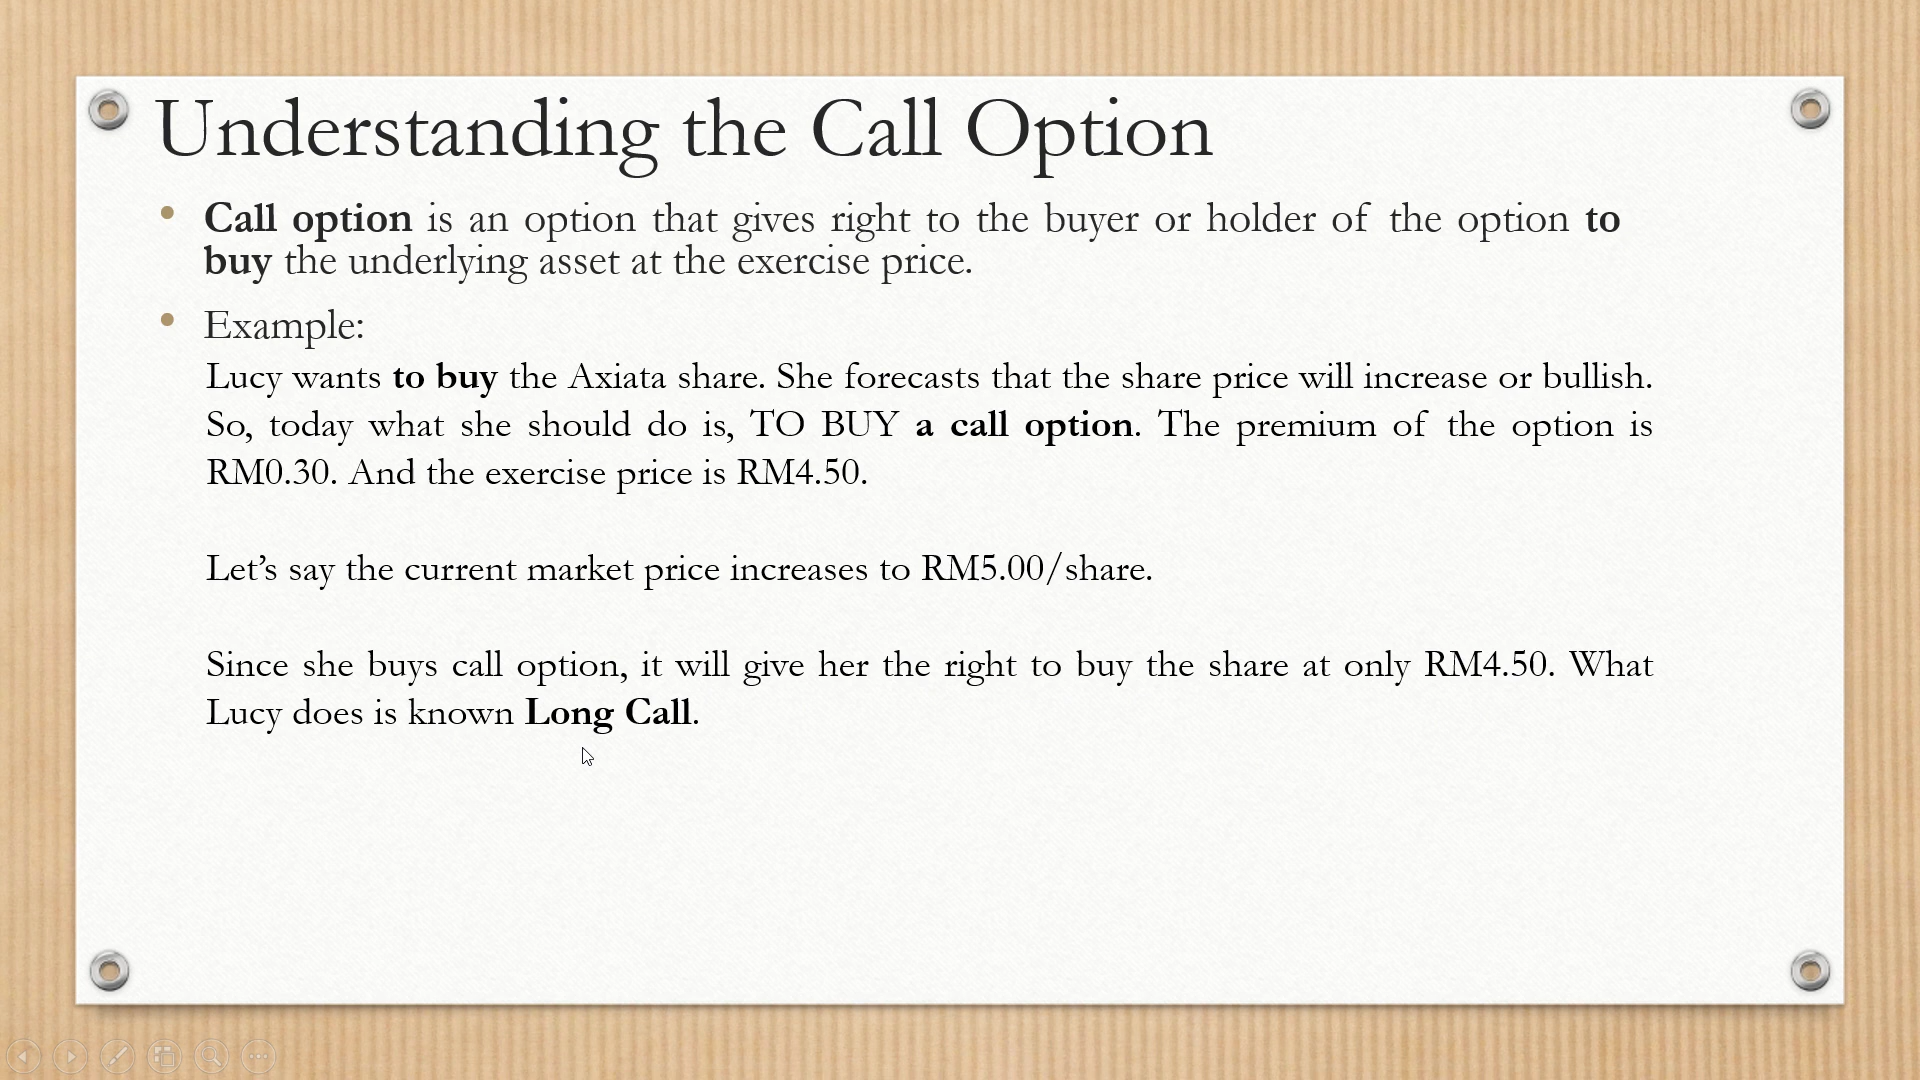 Understanding the Call Option
• Call option is an option that gives right to the buyer or holder of the option to
buy the underlying asset at the exercise price.
• Example:
Lucy wants to buy the Axiata share. She forecasts that the share price will increase or bullish.
So, today what she should do is, TO BUY a call option. The premium of the option is
RM0.30. And the exercise price is RM4.50.
Let’s say the current market price increases to RM5.00/share.
Since she buys call option, it will give her the right to buy the share at only RM4.50. What
Lucy does is known Long Call.